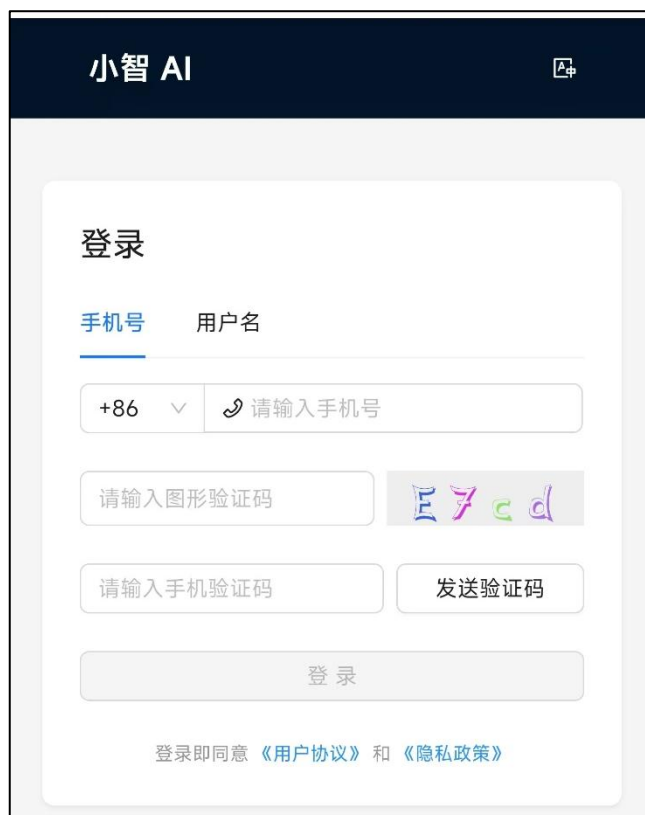 小智 AI
登录
手机号 用户名
+86 请输入手机号
请输入图形验证码 E7cd
请输入手机验证码 发送验证码
登 录
登录即同意 《用户协议》 和 《隐私政策》